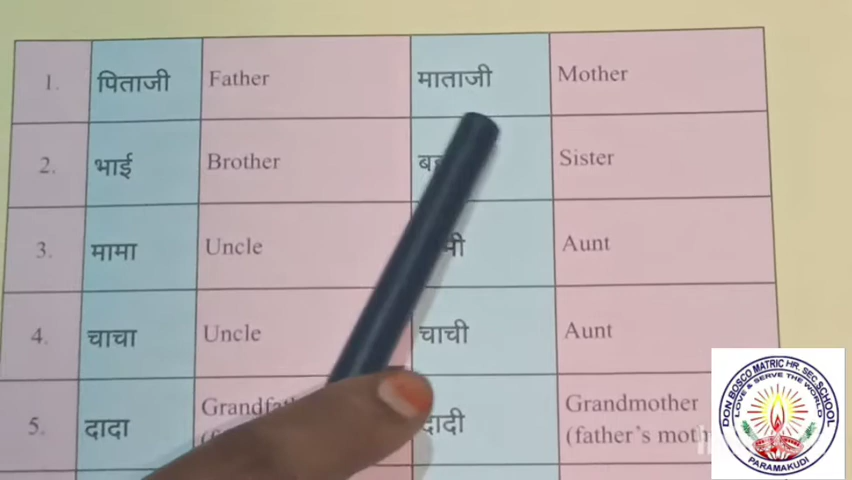 1. पिताजी Father माताजी Mother
2. भाई Brother Sister
3. मामा Uncle Aunt
4. चाचा Uncle चाची Aunt
5. दादा दादी Grandmother
(father's
DON BOSCO MATRIC HR. SEC. SCHOOL
LOVE & SERVE THE WORLD
PARAMAKUDI